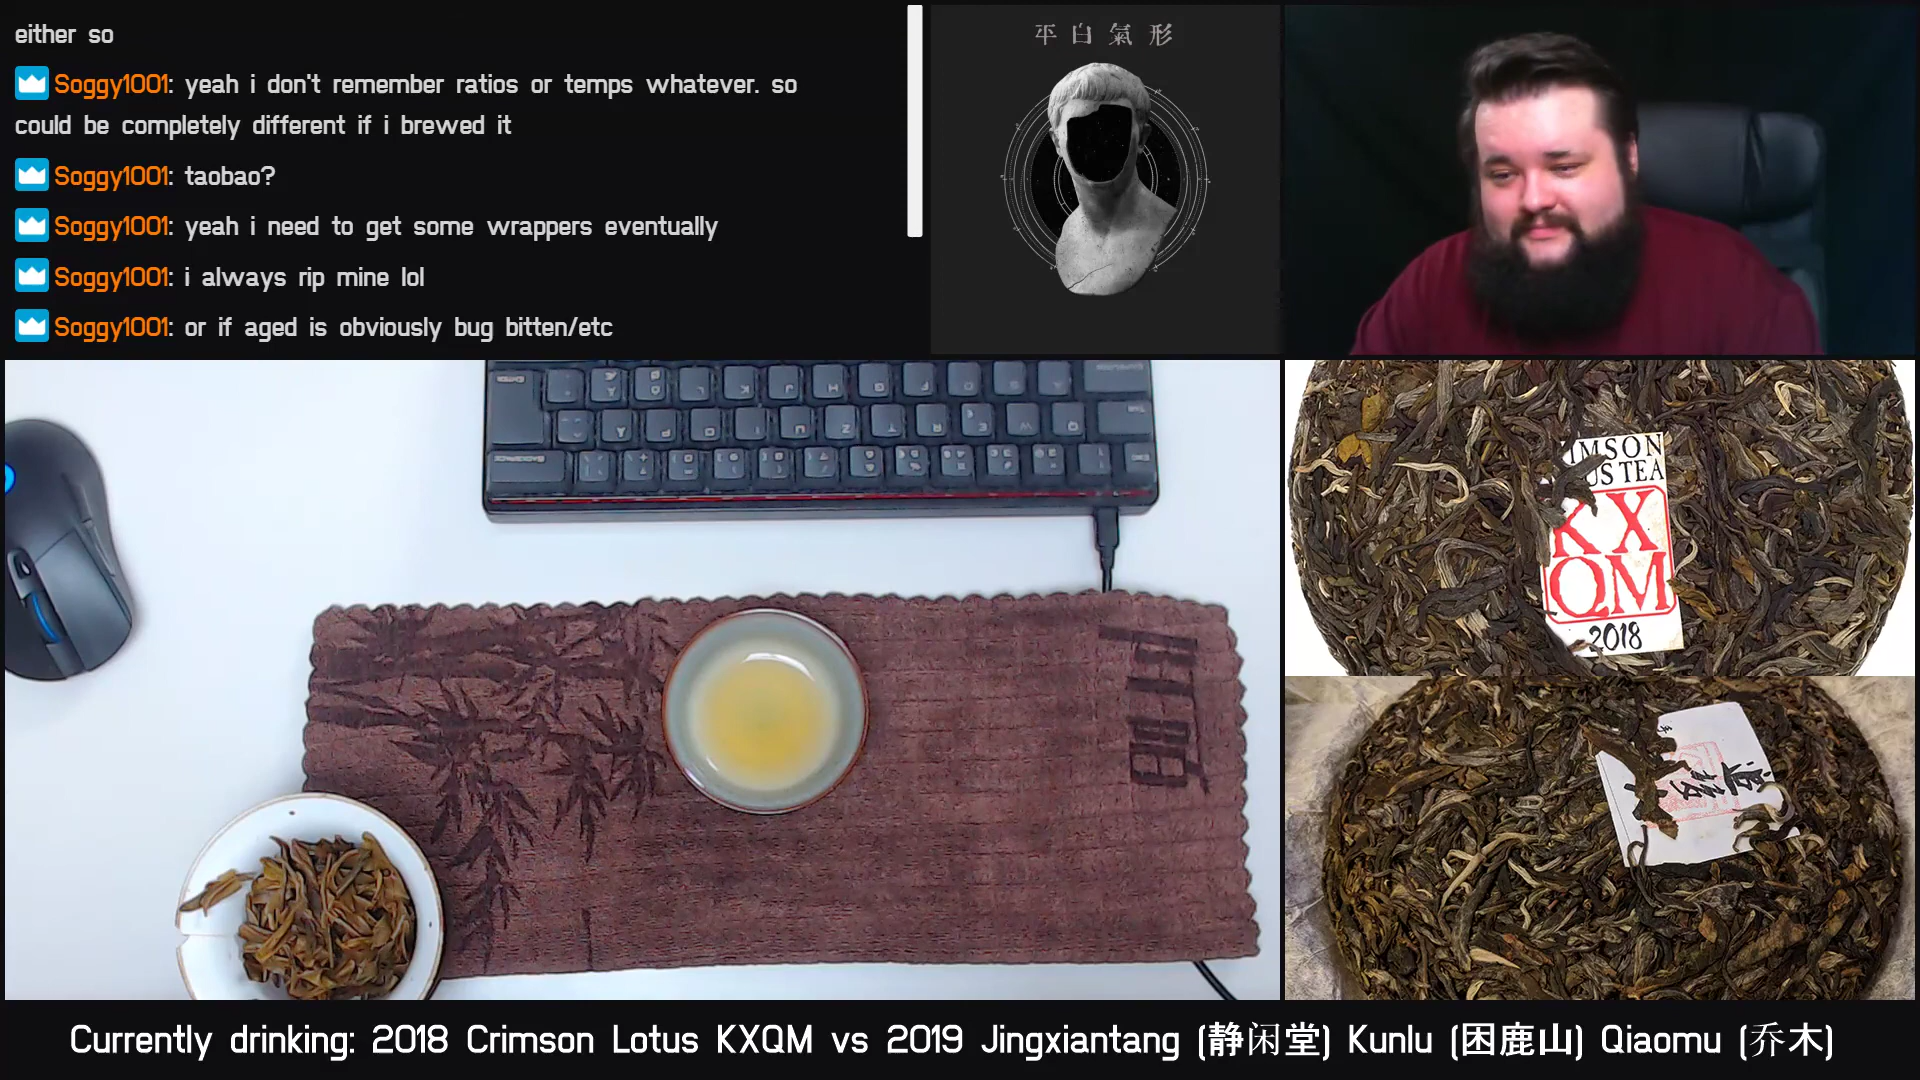 either so
Soggy1001: yeah i don't remember ratios or temps whatever. so
could be completely different if i brewed it
Soggy1001: taobao?
Soggy1001: yeah i need to get some wrappers eventually
Soggy1001: i always rip mine lol
Soggy1001: or if aged is obviously bug bitten/etc
平白氣形
IMSON
US TEA
KX
QM
2018
Currently drinking: 2018 Crimson Lotus KXQM vs 2019 Jingxiantang (静闲堂) Kunlu (困鹿山) Qiaomu (乔木)